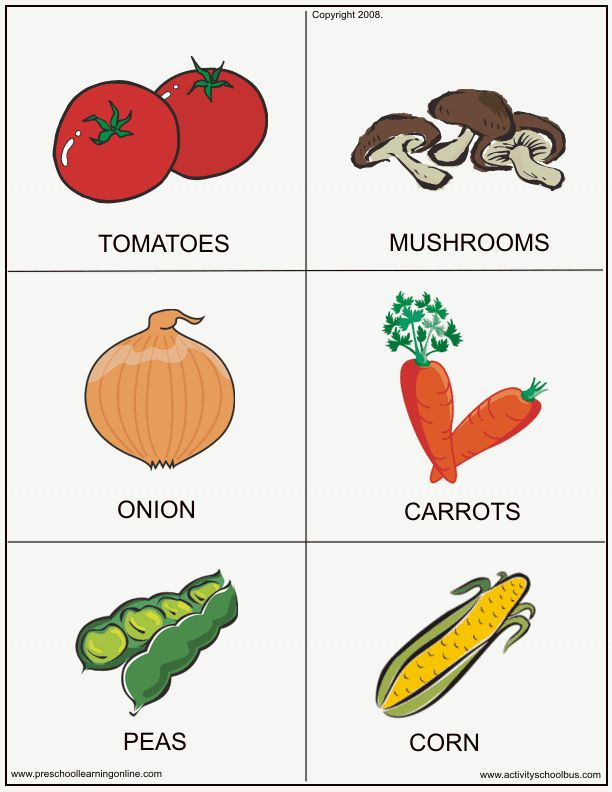 Copyright 2008.
TOMATOES
MUSHROOMS
ONION
CARROTS
PEAS
CORN
www.preschoollearningonline.com
www.activityschoolbus.com